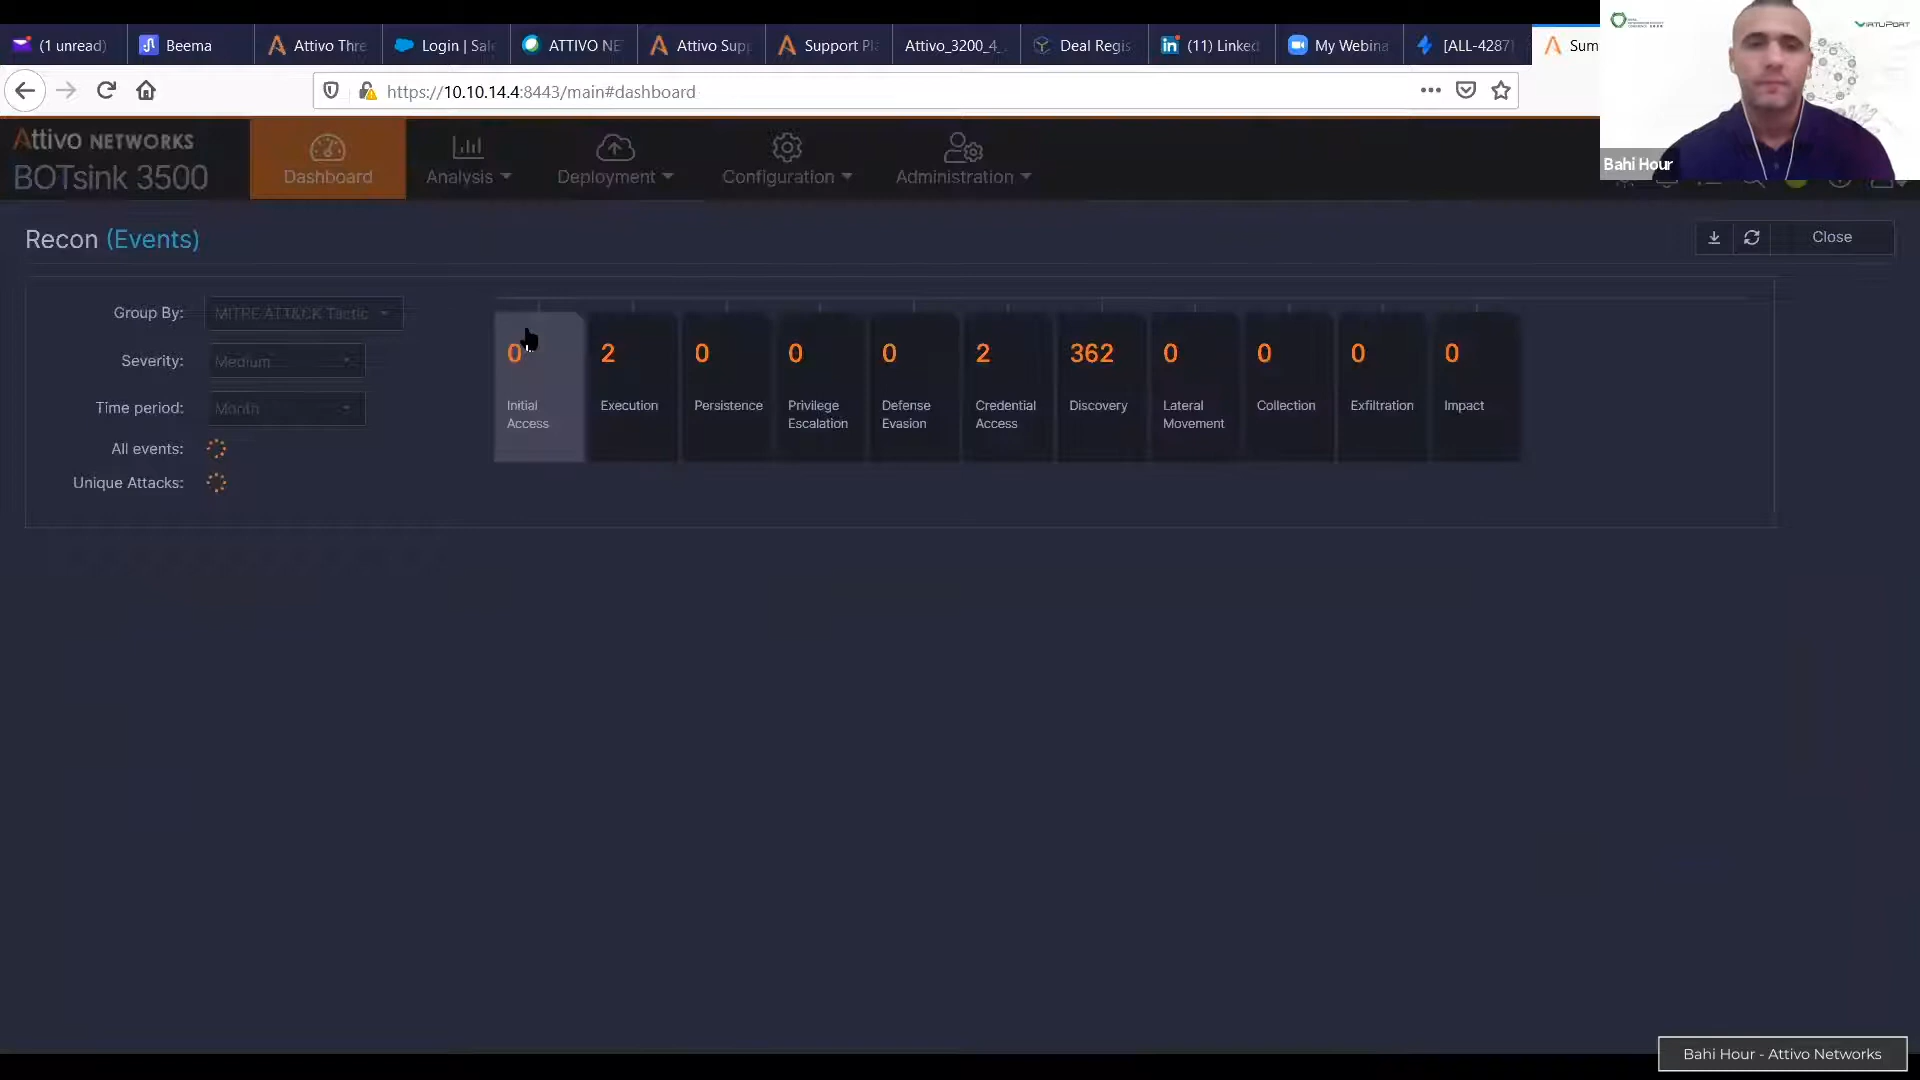 (1 unread)
Beema
Attivo Thre
Login | Sale
ATTIVO NE
Attivo Supp
Support Pl
Attivo_3200_4_
Deal Regis
(11) Linked
My Webina
[ALL-4287]
Sum
https://10.10.14.4:8443/main#dashboard
Attivo NETWORKS
BOTsink 3500
Dashboard
Analysis
Deployment
Configuration
Administration
VIRTUPORT
Bahi Hour
Recon (Events)
Close
Group By: MITRE ATT&CK Tactic
Severity: Medium
Time period: Month
All events:
Unique Attacks:
0
Initial
Access
2
Execution
0
Persistence
0
Privilege
Escalation
0
Defense
Evasion
2
Credential
Access
362
Discovery
0
Lateral
Movement
0
Collection
0
Exfiltration
0
Impact
Bahi Hour - Attivo Networks